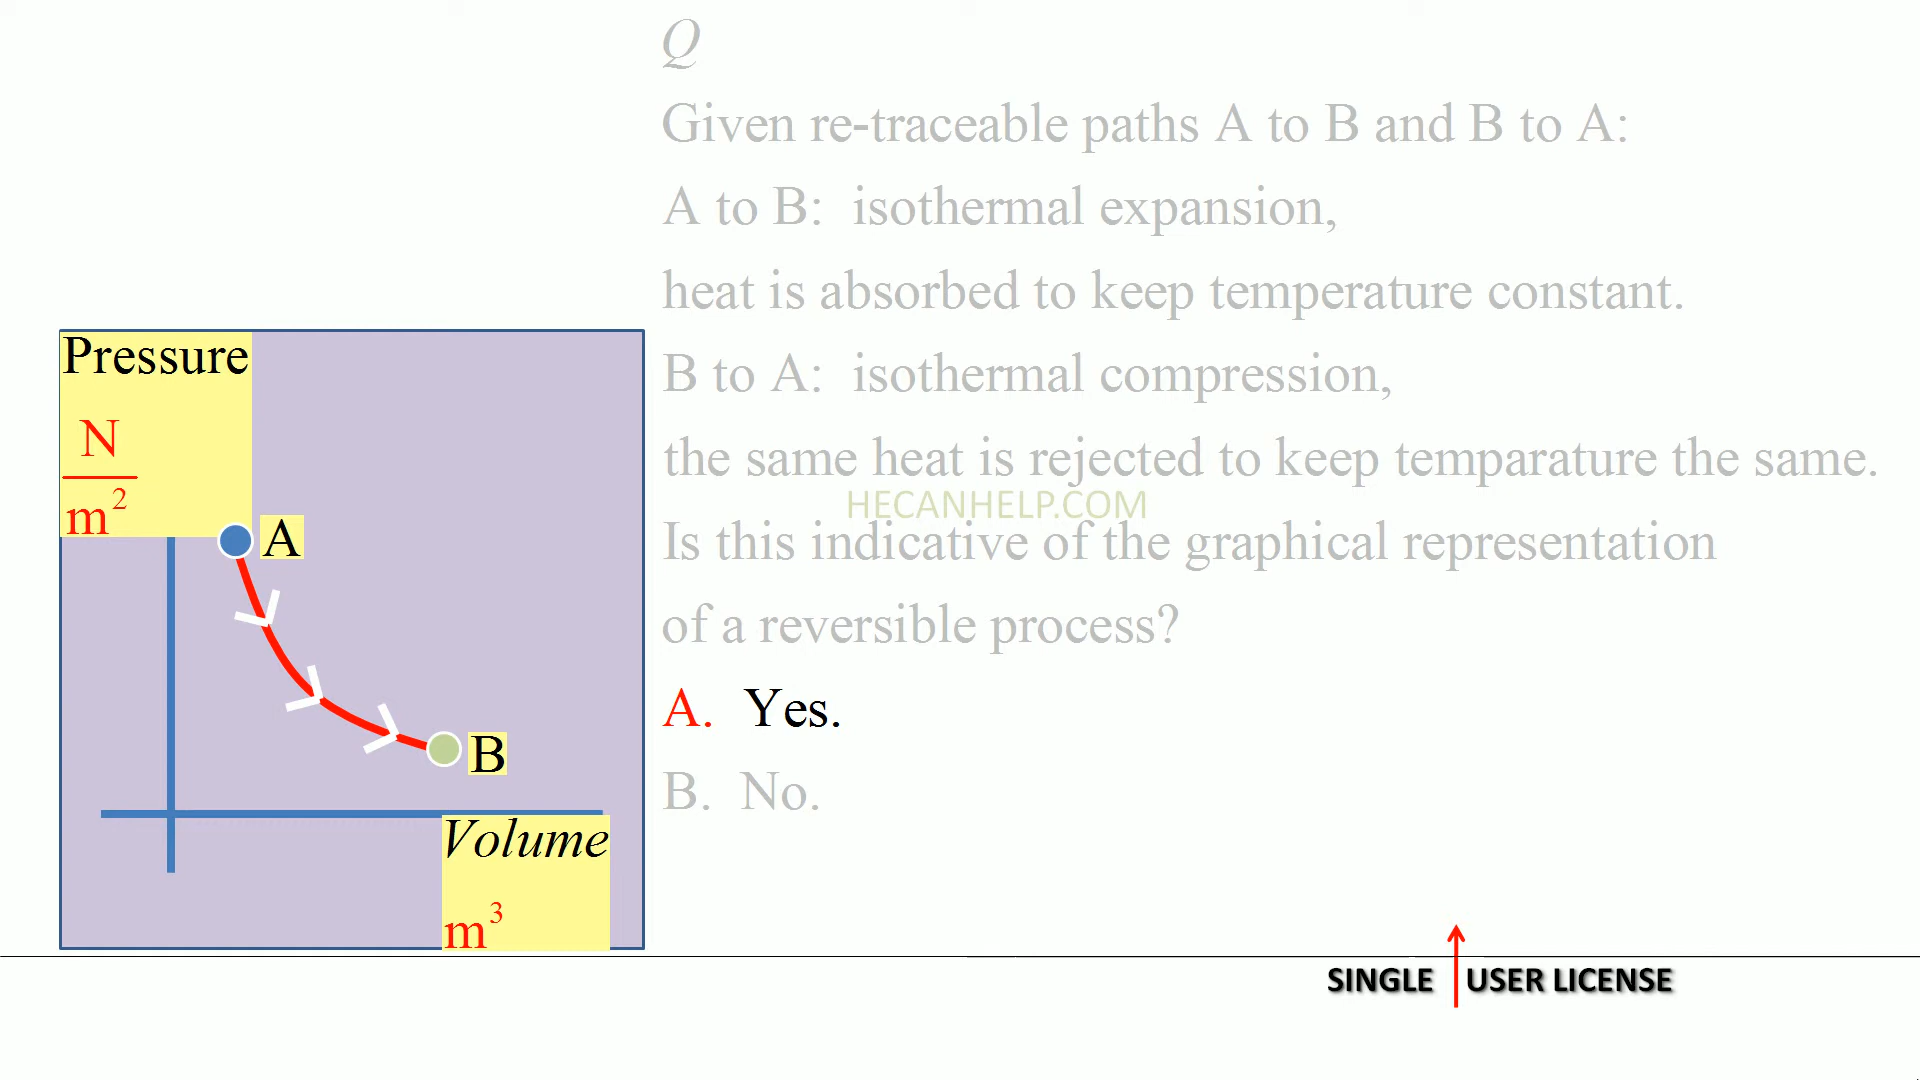 Q
Given re-traceable paths A to B and B to A:
A to B: isothermal expansion,
heat is absorbed to keep temperature constant.
B to A: isothermal compression,
the same heat is rejected to keep temparature the same.
HECANHELP.COM
Is this indicative of the graphical representation
of a reversible process?
A. Yes.
B. No.
Pressure
N
m²
A
B
Volume
m³
SINGLE USER LICENSE